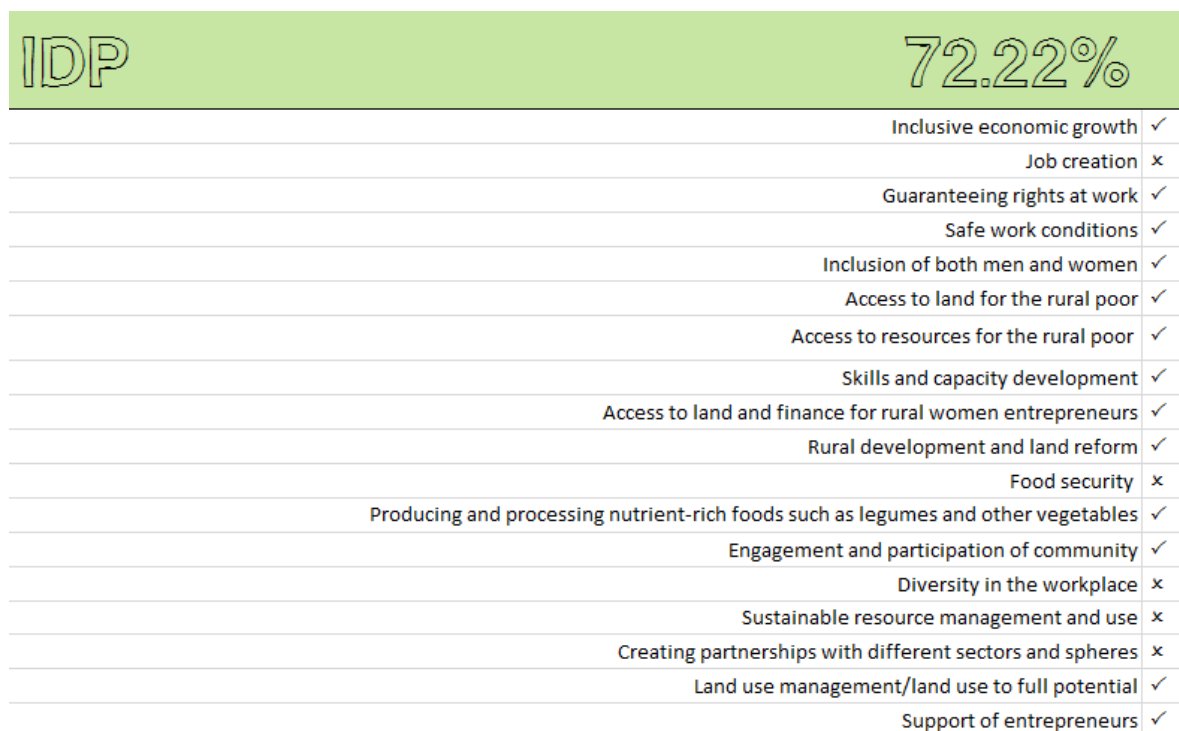 IDP 72.22%
Inclusive economic growth ✓
Job creation x
Guaranteeing rights at work ✓
Safe work conditions ✓
Inclusion of both men and women ✓
Access to land for the rural poor ✓
Access to resources for the rural poor ✓
Skills and capacity development ✓
Access to land and finance for rural women entrepreneurs ✓
Rural development and land reform ✓
Food security x
Producing and processing nutrient-rich foods such as legumes and other vegetables ✓
Engagement and participation of community ✓
Diversity in the workplace x
Sustainable resource management and use x
Creating partnerships with different sectors and spheres x
Land use management/land use to full potential ✓
Support of entrepreneurs ✓